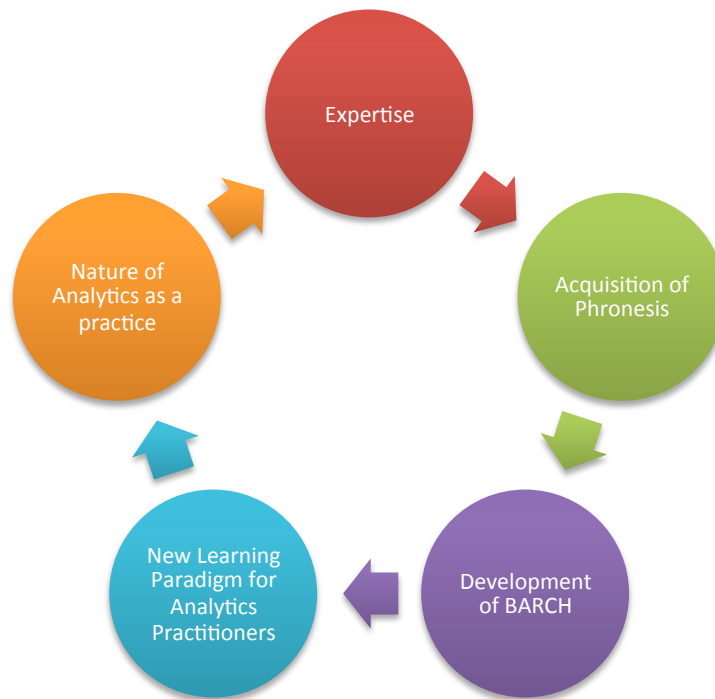 Expertise
Acquisition of
Phronesis
Development
of BARCH
New Learning
Paradigm for
Analytics
Practitioners
Nature of
Analytics as a
practice